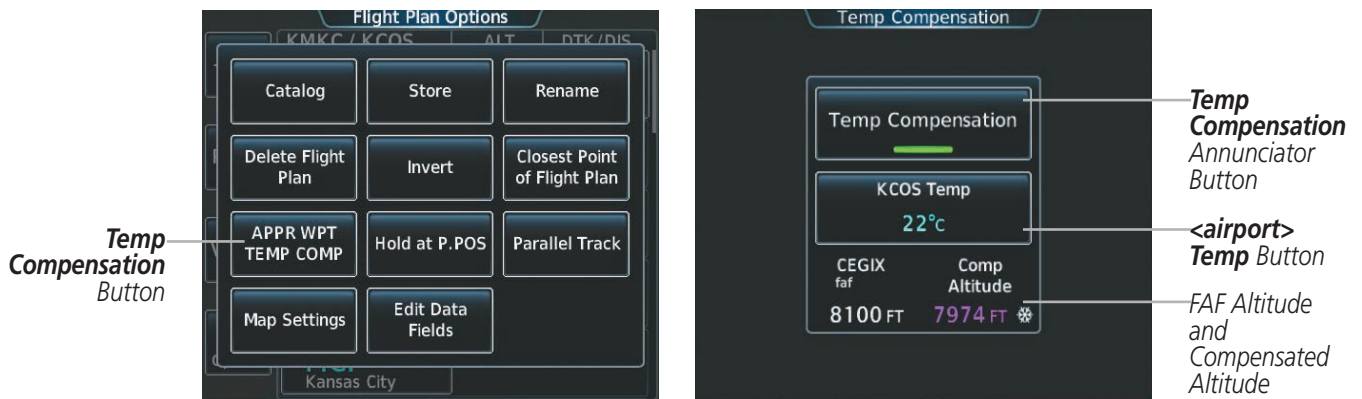 Flight Plan Options
KMKC / KCOS ALT DTK/DIS
Catalog
Store
Rename
Delete Flight
Plan
Invert
Closest Point
of Flight Plan
APPR WPT
TEMP COMP
Hold at P.POS
Parallel Track
Map Settings
Edit Data
Fields
Kansas City
Temp
Compensation
Button
Temp Compensation
Temp Compensation
KCOS Temp
22°C
CEGIX
faf
Comp
Altitude
8100 FT
7974 FT
Temp
Compensation
Annunciator
Button
<airport>
Temp Button
FAF Altitude
and
Compensated
Altitude